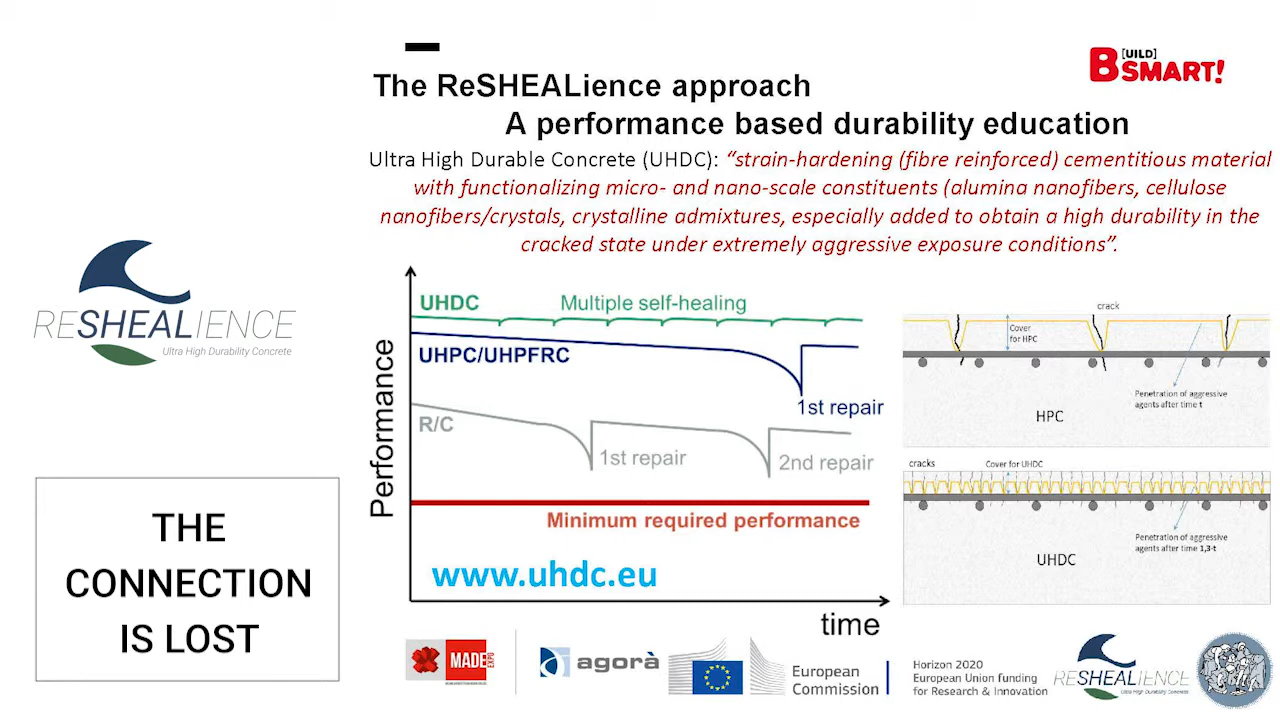 The ReSHEALience approach
A performance based durability education
B[UILD] SMART!
Ultra High Durable Concrete (UHDC): “strain-hardening (fibre reinforced) cementitious material
with functionalizing micro- and nano-scale constituents (alumina nanofibers, cellulose
nanofibers/crystals, crystalline admixtures, especially added to obtain a high durability in the
cracked state under extremely aggressive exposure conditions”.
RESHEALIENCE
Ultra High Durability Concrete
THE
CONNECTION
IS LOST
Performance
UHDC
Multiple self-healing
UHPC/UHPFRC
1st repair
R/C
1st repair
2nd repair
Minimum required performance
www.uhdc.eu
time
crack
Cover
for HPC
Penetration of aggressive
agents after time t
HPC
cracks
Cover for UHDC
Penetration of aggressive
agents after time 1,3·t
UHDC
MADE
EXPO
agorà
European
Commission
Horizon 2020
European Union funding
for Research & Innovation
RESHEALIENCE
Ultra High Durability Concrete